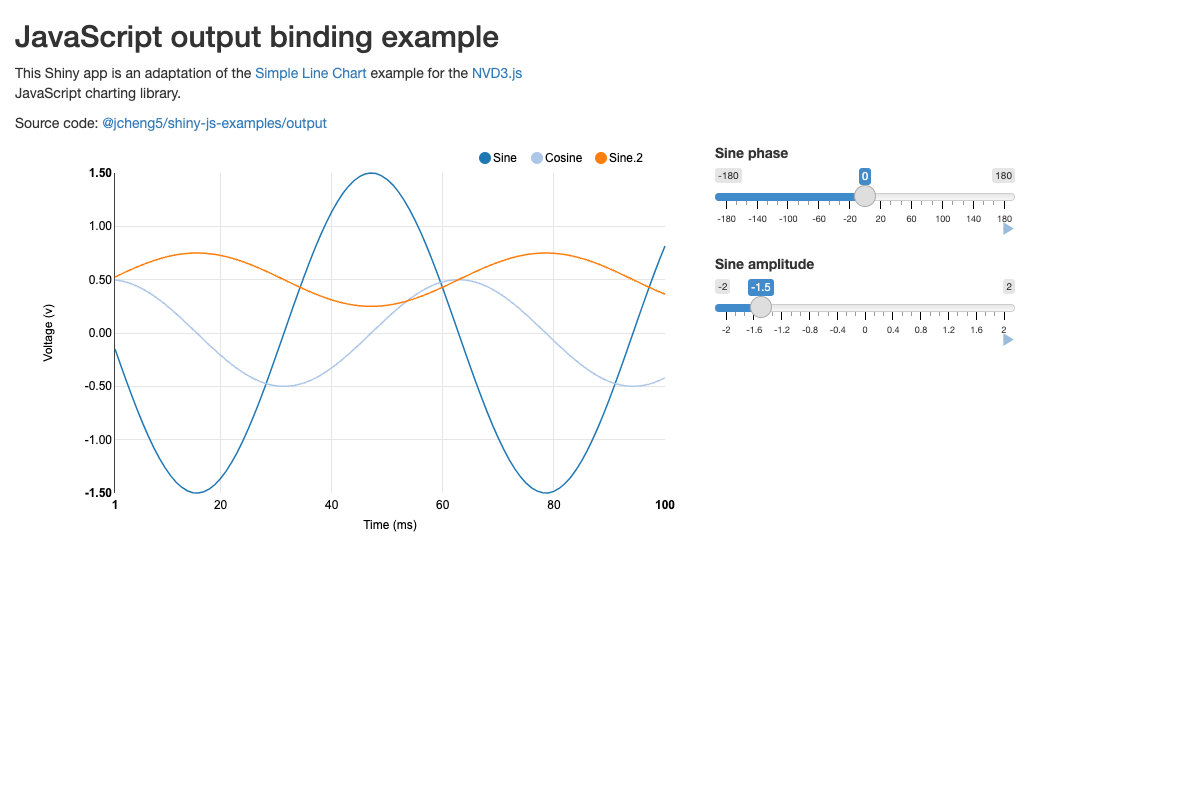 JavaScript output binding example
This Shiny app is an adaptation of the Simple Line Chart example for the NVD3.js
JavaScript charting library.
Source code: @jcheng5/shiny-js-examples/output
Sine Cosine Sine.2
1.50
1.00
0.50
0.00
-0.50
-1.00
-1.50
Voltage (v)
1 20 40 60 80 100
Time (ms)
Sine phase
-180 0 180
-180 -140 -100 -60 -20 20 60 100 140 180
Sine amplitude
-2 -1.5 2
-2 -1.6 -1.2 -0.8 -0.4 0 0.4 0.8 1.2 1.6 2